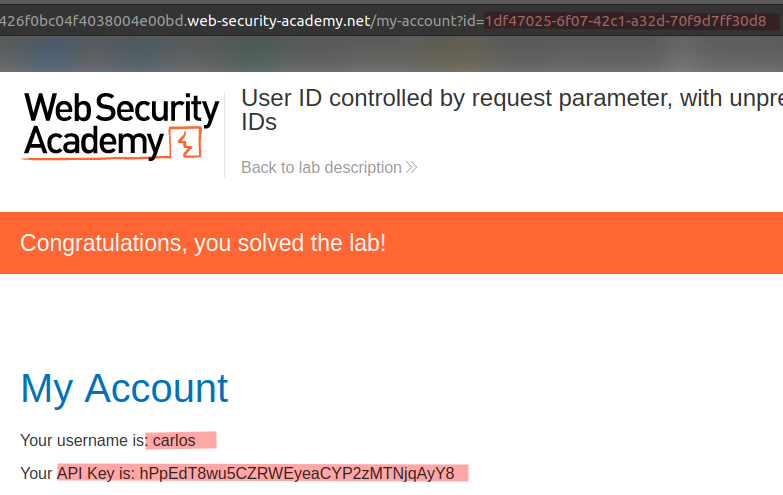 426f0bc04f4038004e00bd.web-security-academy.net/my-account?id=1df47025-6f07-42c1-a32d-70f9d7ff30d8
Web Security
Academy
User ID controlled by request parameter, with unpre
IDs
Back to lab description
Congratulations, you solved the lab!
My Account
Your username is: carlos
Your API Key is: hPpEdT8wu5CZRWEyeaCYP2zMTNjqAyY8